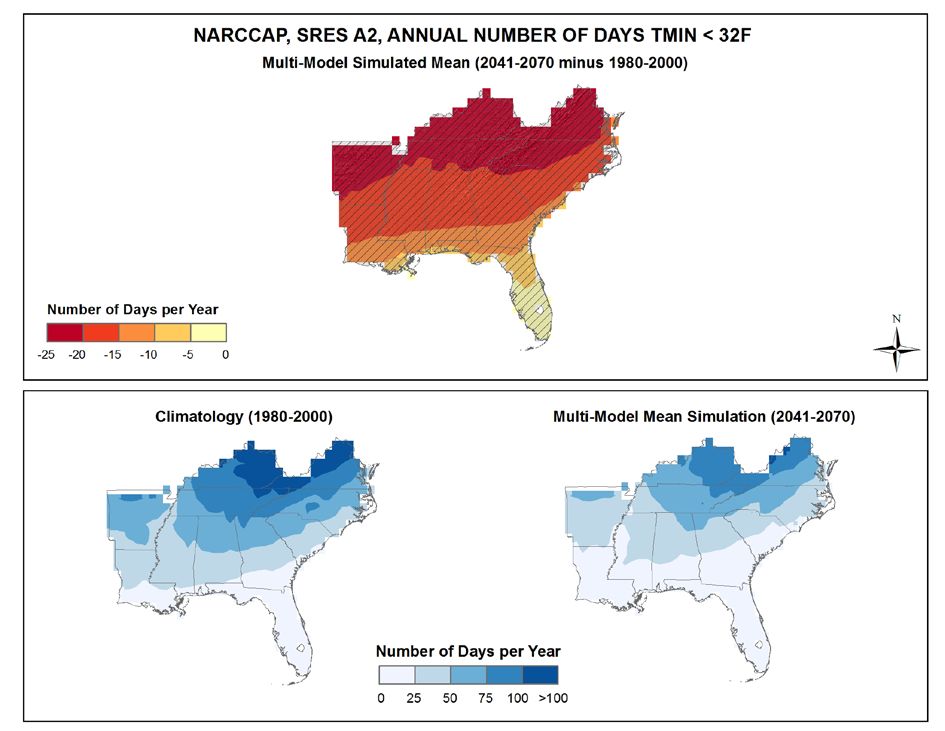 NARCCAP, SRES A2, ANNUAL NUMBER OF DAYS TMIN < 32F
Multi-Model Simulated Mean (2041-2070 minus 1980-2000)
Number of Days per Year
-25 -20 -15 -10 -5 0
N
Climatology (1980-2000)
Multi-Model Mean Simulation (2041-2070)
Number of Days per Year
0 25 50 75 100 >100